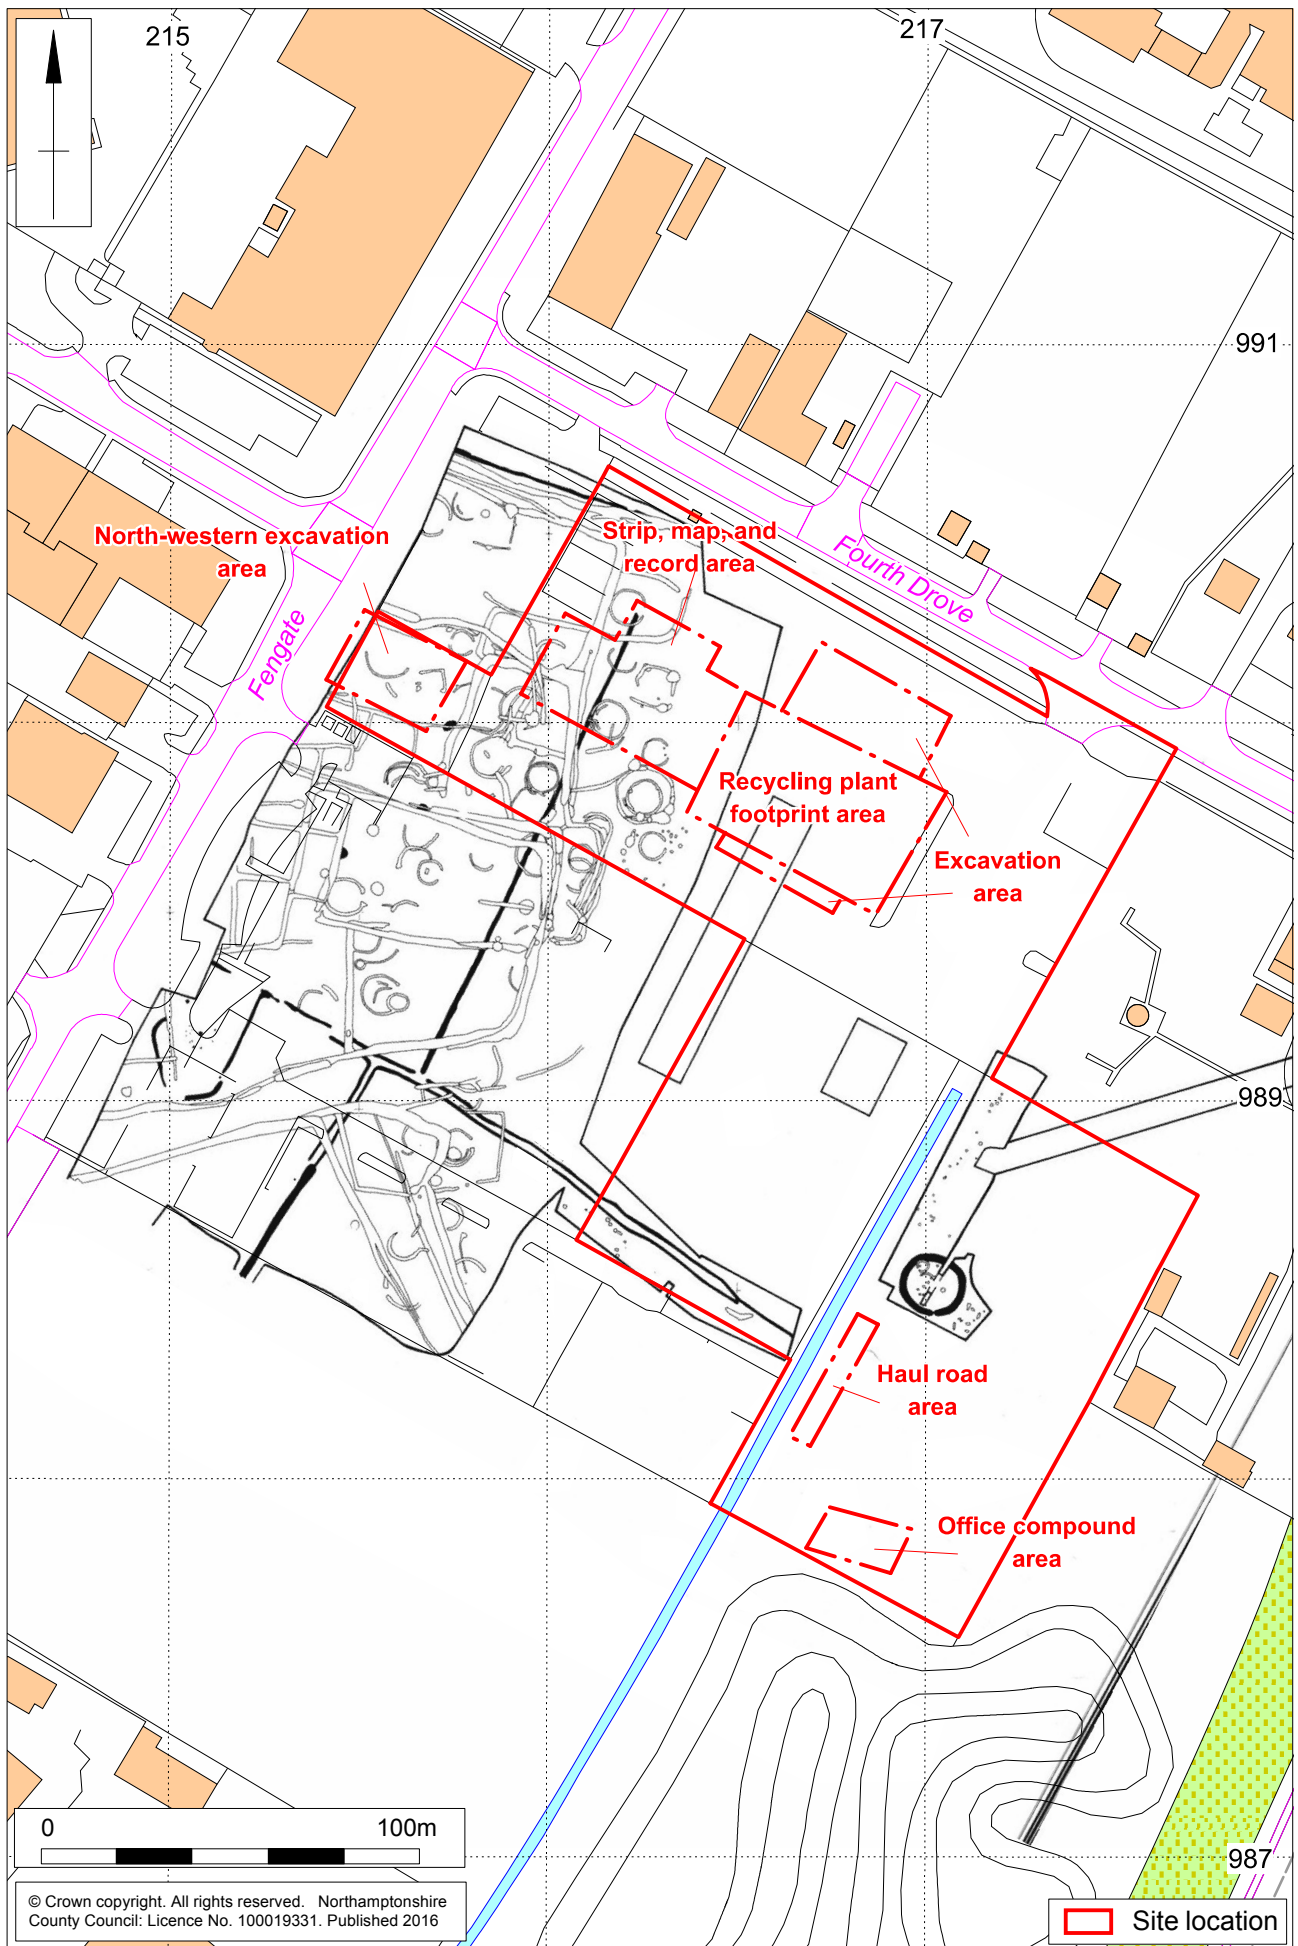 215
217
991
North-western excavation
area
Strip, map, and
record area
Fourth Drove
Fengate
Recycling plant
footprint area
Excavation
area
989
Haul road
area
Office compound
area
0 100m
987
© Crown copyright. All rights reserved. Northamptonshire
County Council: Licence No. 100019331. Published 2016
Site location